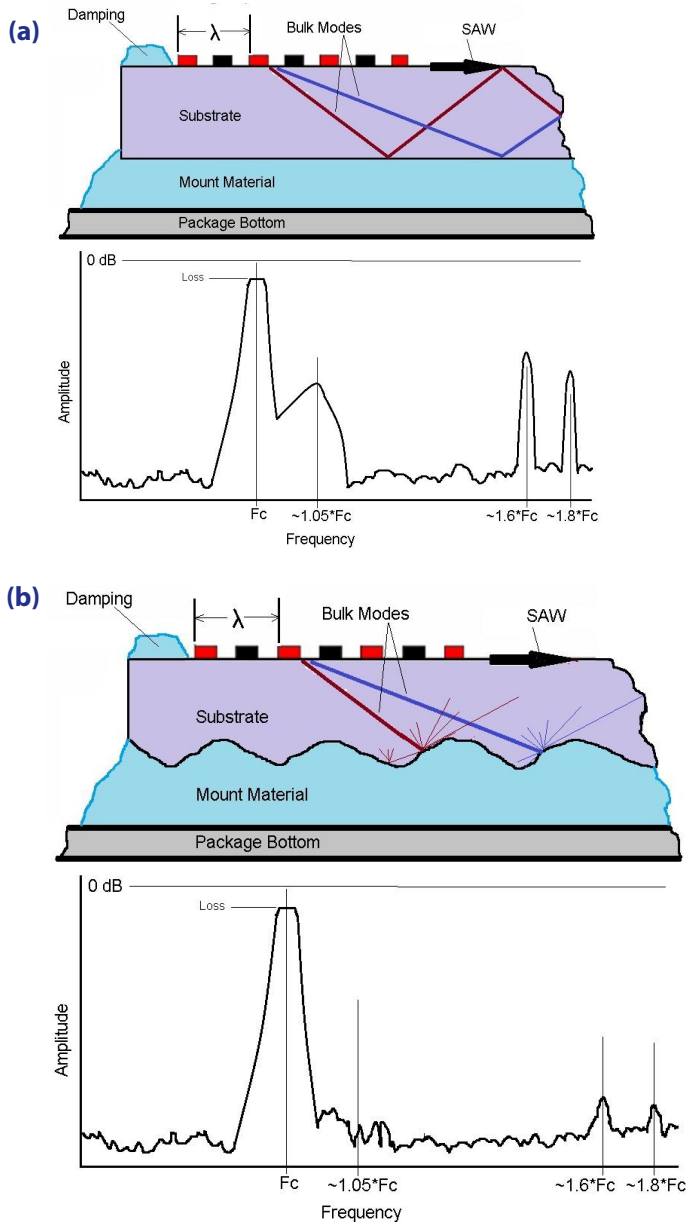 (a)
Damping
λ
Bulk Modes
SAW
Substrate
Mount Material
Package Bottom
0 dB
Loss
Amplitude
Fc
~1.05*Fc
~1.6*Fc
~1.8*Fc
Frequency
(b)
Damping
λ
Bulk Modes
SAW
Substrate
Mount Material
Package Bottom
0 dB
Loss
Amplitude
Fc
~1.05*Fc
~1.6*Fc
~1.8*Fc
Frequency